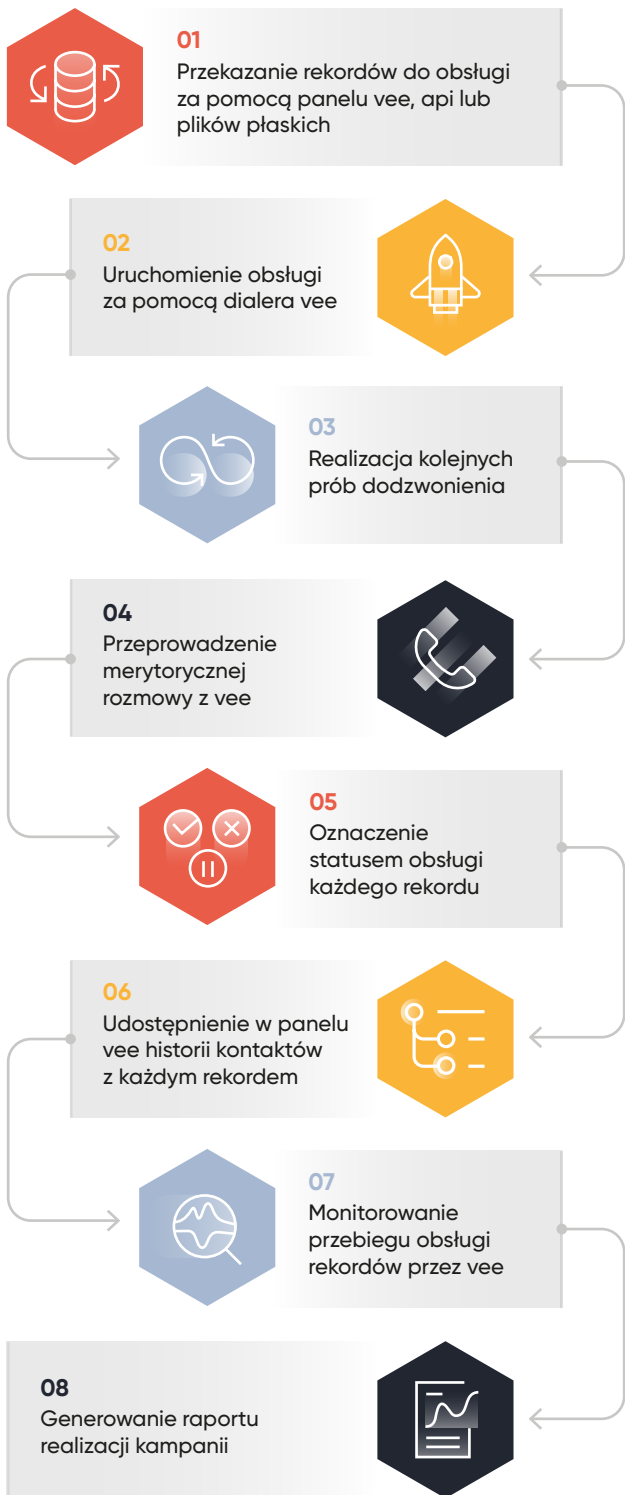 01
Przekazanie rekordów do obsługi
za pomocą panelu vee, api lub
plików płaskich
02
Uruchomienie obsługi
za pomocą dialera vee
03
Realizacja kolejnych
prób dodzwonienia
04
Przeprowadzenie
merytorycznej
rozmowy z vee
05
Oznaczenie
statusem obsługi
każdego rekordu
06
Udostępnienie w panelu
vee historii kontaktów
z każdym rekordem
07
Monitorowanie
przebiegu obsługi
rekordów przez vee
08
Generowanie raportu
realizacji kampanii